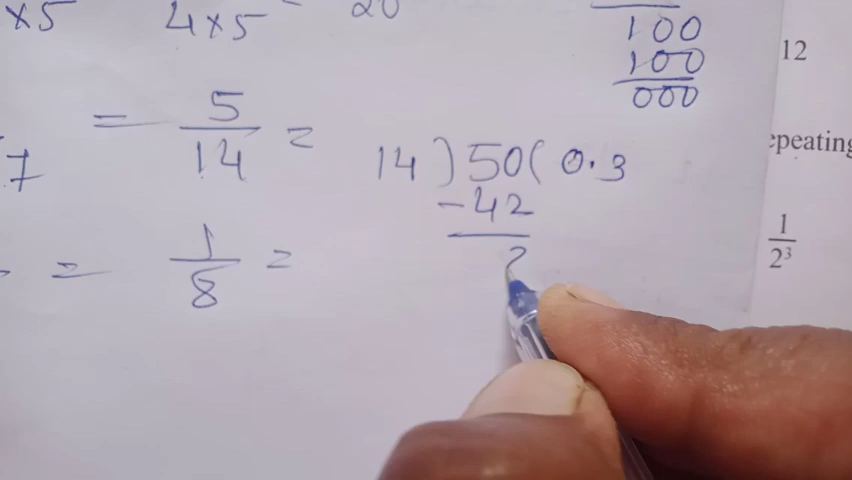 ×5 4×5 20
100
100
000
12
7 = 5/14 = 14 ) 50 ( 0.3
-42
epeating
= 1/8 =
1/2³